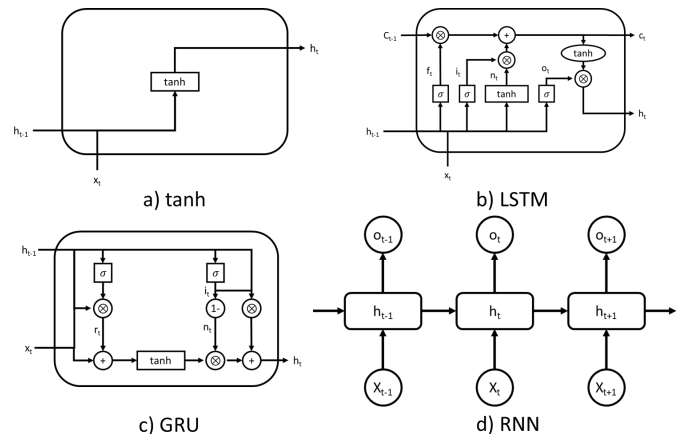 h_t
tanh
h_{t-1}
x_t
a) tanh
C_{t-1}
+
c_t
tanh
f_t
i_t
n_t
o_t
σ
σ
tanh
σ
h_t
h_{t-1}
x_t
b) LSTM
h_{t-1}
σ
σ
i_t
1-
r_t
n_t
x_t
+
tanh
+
h_t
c) GRU
o_{t-1}
o_t
o_{t+1}
h_{t-1}
h_t
h_{t+1}
X_{t-1}
X_t
X_{t+1}
d) RNN